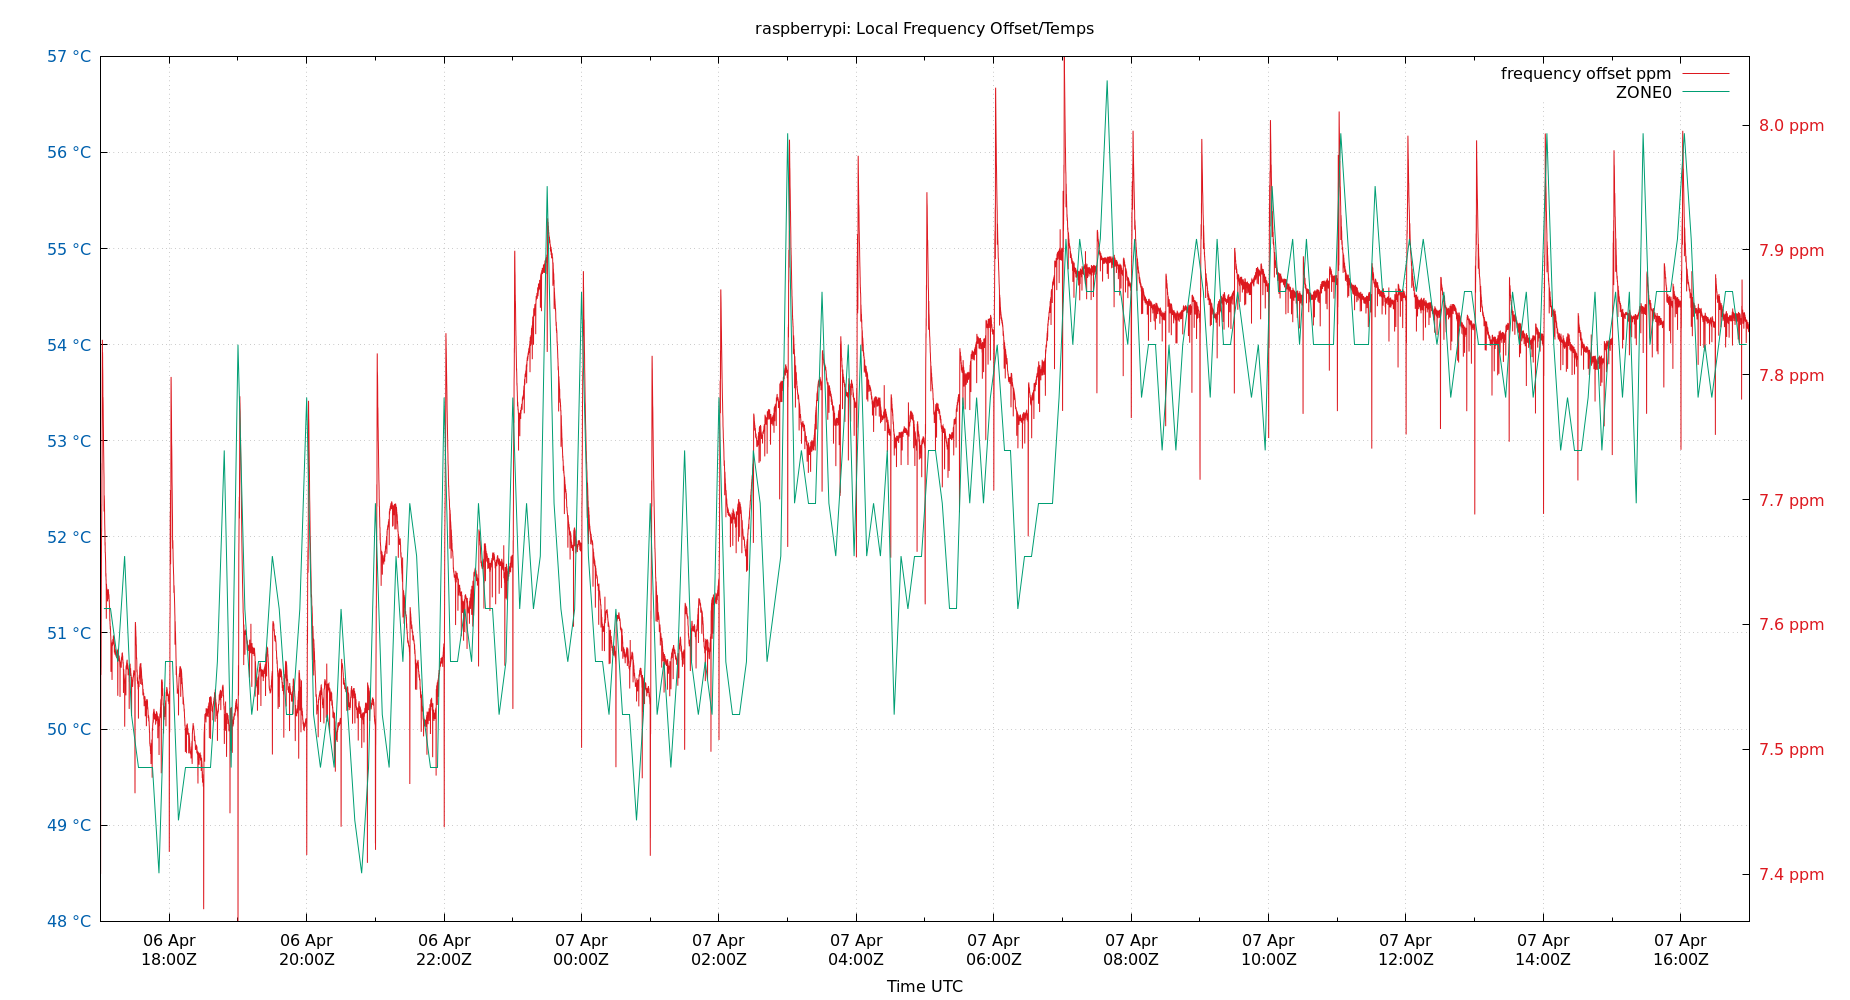 raspberrypi: Local Frequency Offset/Temps
frequency offset ppm
ZONE0
57 °C
56 °C
55 °C
54 °C
53 °C
52 °C
51 °C
50 °C
49 °C
48 °C
8.0 ppm
7.9 ppm
7.8 ppm
7.7 ppm
7.6 ppm
7.5 ppm
7.4 ppm
06 Apr
18:00Z
06 Apr
20:00Z
06 Apr
22:00Z
07 Apr
00:00Z
07 Apr
02:00Z
07 Apr
04:00Z
07 Apr
06:00Z
07 Apr
08:00Z
07 Apr
10:00Z
07 Apr
12:00Z
07 Apr
14:00Z
07 Apr
16:00Z
Time UTC